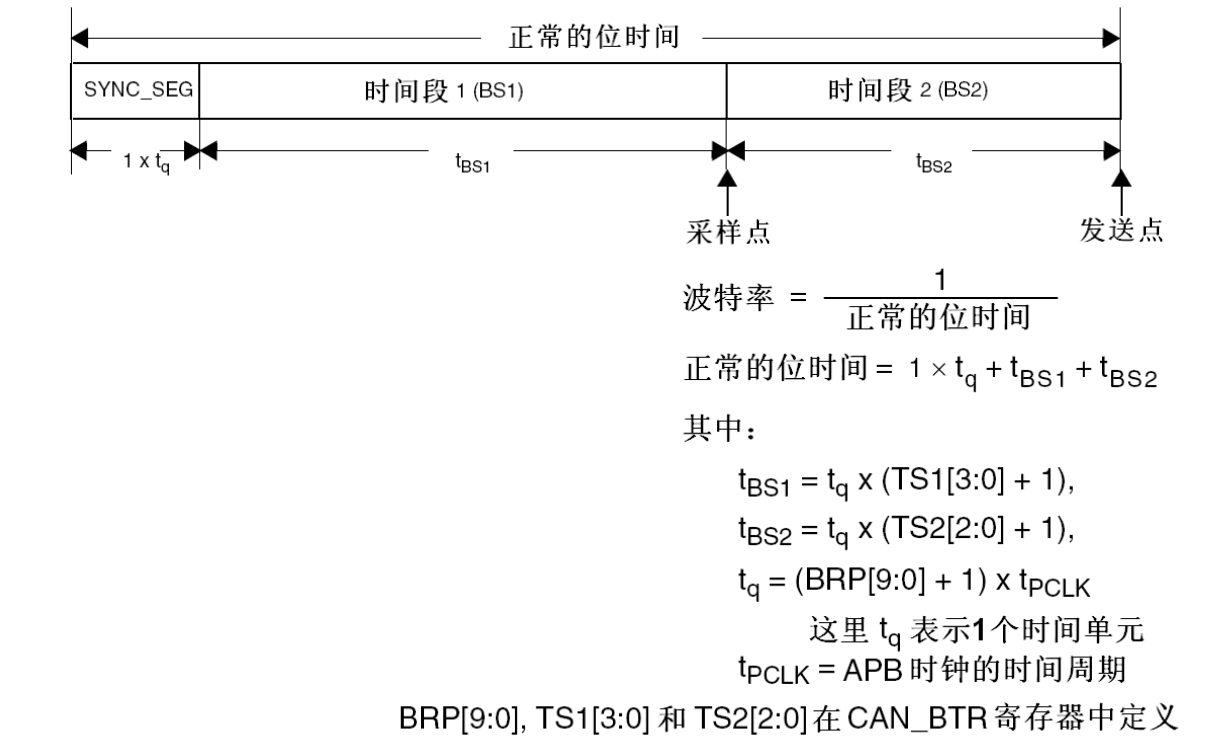 正常的位时间
SYNC_SEG 时间段 1 (BS1) 时间段 2 (BS2)
1 x tq tBS1 tBS2
采样点 发送点
1
波特率 =
正常的位时间
正常的位时间 = 1 × tq + tBS1 + tBS2
其中：
tBS1 = tq x (TS1[3:0] + 1),
tBS2 = tq x (TS2[2:0] + 1),
tq = (BRP[9:0] + 1) x tPCLK
这里 tq 表示1个时间单元
tPCLK = APB 时钟的时间周期
BRP[9:0], TS1[3:0] 和 TS2[2:0] 在 CAN_BTR 寄存器中定义